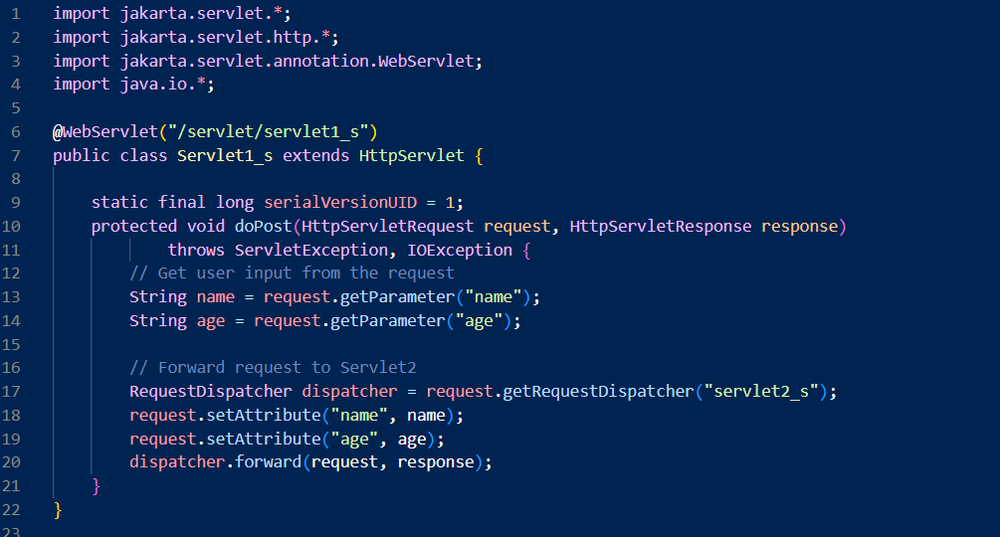 1 import jakarta.servlet.*;
2 import jakarta.servlet.http.*;
3 import jakarta.servlet.annotation.WebServlet;
4 import java.io.*;
5
6 @WebServlet("/servlet/servlet1_s")
7 public class Servlet1_s extends HttpServlet {
8
9     static final long serialVersionUID = 1;
10     protected void doPost(HttpServletRequest request, HttpServletResponse response)
11             throws ServletException, IOException {
12         // Get user input from the request
13         String name = request.getParameter("name");
14         String age = request.getParameter("age");
15
16         // Forward request to Servlet2
17         RequestDispatcher dispatcher = request.getRequestDispatcher("servlet2_s");
18         request.setAttribute("name", name);
19         request.setAttribute("age", age);
20         dispatcher.forward(request, response);
21     }
22 }
23